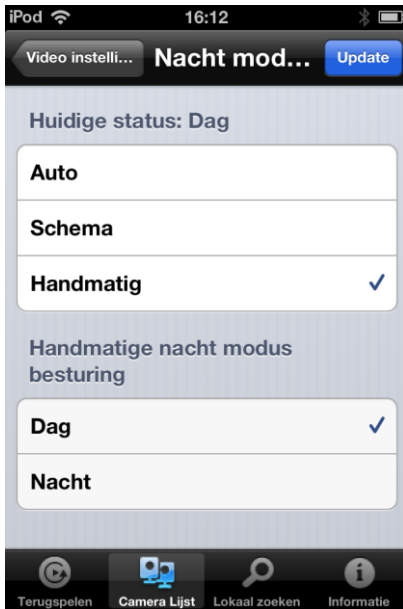 iPod 16:12
Video instelli... Nacht mod... Update
Huidige status: Dag
Auto
Schema
Handmatig
Handmatige nacht modus
besturing
Dag
Nacht
Terugspelen Camera Lijst Lokaal zoeken Informatie